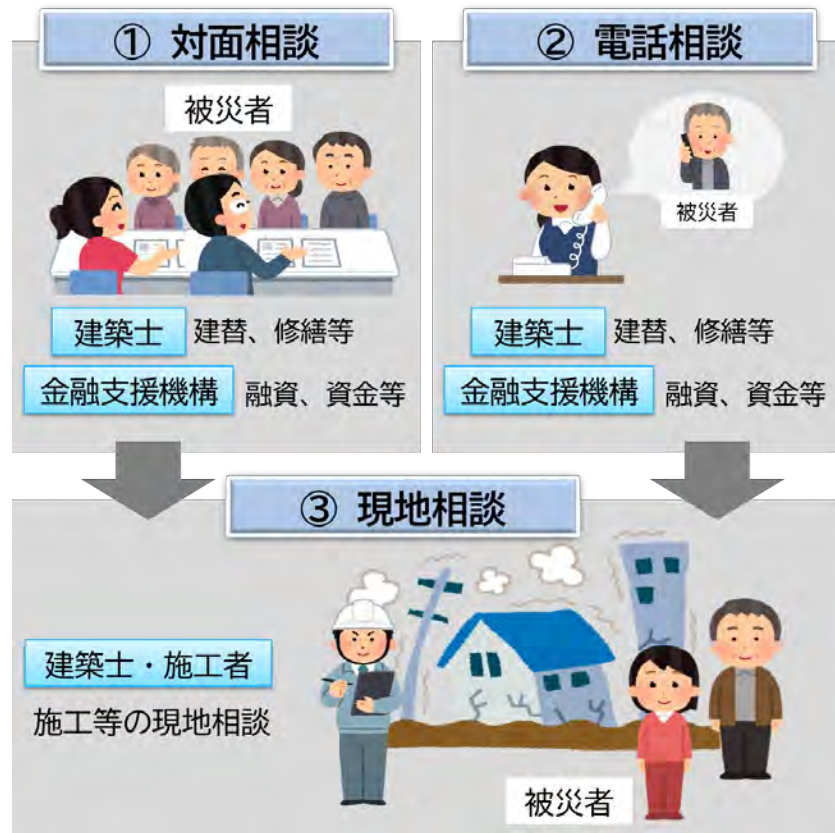 ① 対面相談
被災者
建築士 建替、修繕等
金融支援機構 融資、資金等
② 電話相談
被災者
建築士 建替、修繕等
金融支援機構 融資、資金等
③ 現地相談
建築士・施工者
施工等の現地相談
被災者